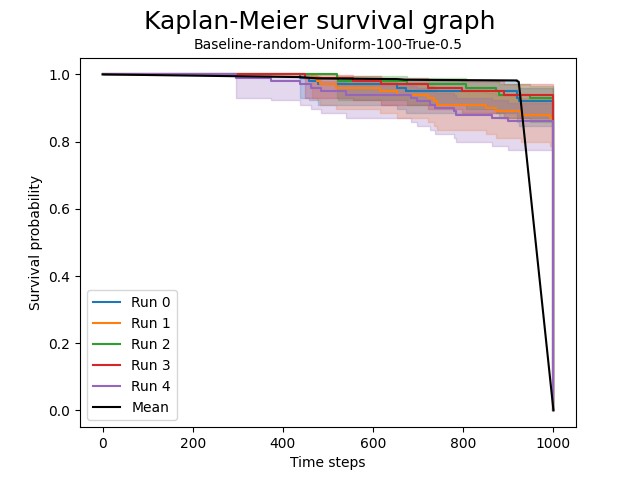 Kaplan-Meier survival graph
Baseline-random-Uniform-100-True-0.5
Survival probability
1.0
0.8
0.6
0.4
0.2
0.0
Run 0
Run 1
Run 2
Run 3
Run 4
Mean
0 200 400 600 800 1000
Time steps